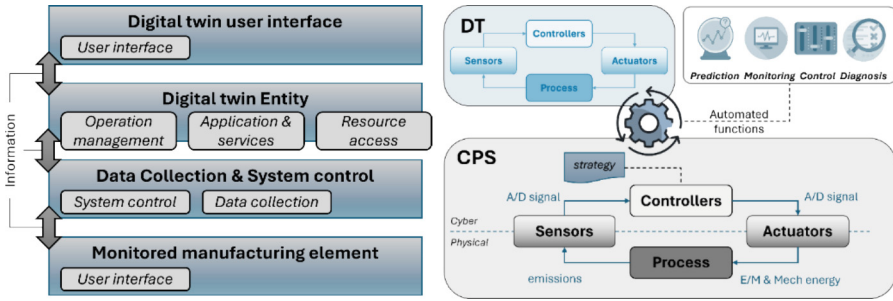 Digital twin user interface
User interface
Digital twin Entity
Operation
management
Application &
services
Resource
access
Data Collection & System control
System control
Data collection
Monitored manufacturing element
User interface
Information
DT
Controllers
Sensors
Actuators
Process
Prediction Monitoring Control Diagnosis
Automated
functions
CPS
strategy
A/D signal
Controllers
A/D signal
Cyber
Physical
Sensors
Actuators
Process
emissions
E/M & Mech energy